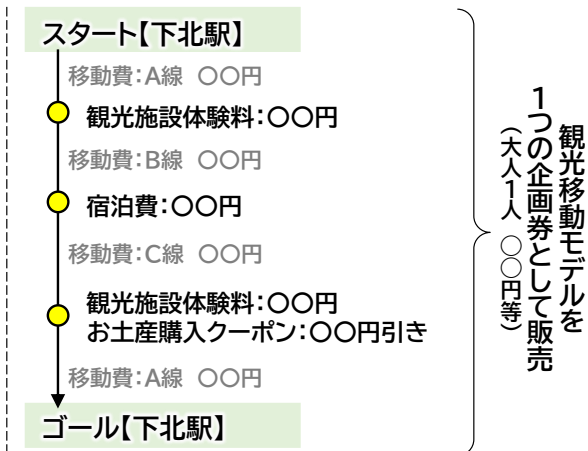 スタート【下北駅】
移動費:A線 〇〇円
観光施設体験料:〇〇円
移動費:B線 〇〇円
宿泊費:〇〇円
移動費:C線 〇〇円
観光施設体験料:〇〇円
お土産購入クーポン:〇〇円引き
移動費:A線 〇〇円
ゴール【下北駅】
観光移動モデルを
1つの企画券として販売
(大人1人 〇〇円等)